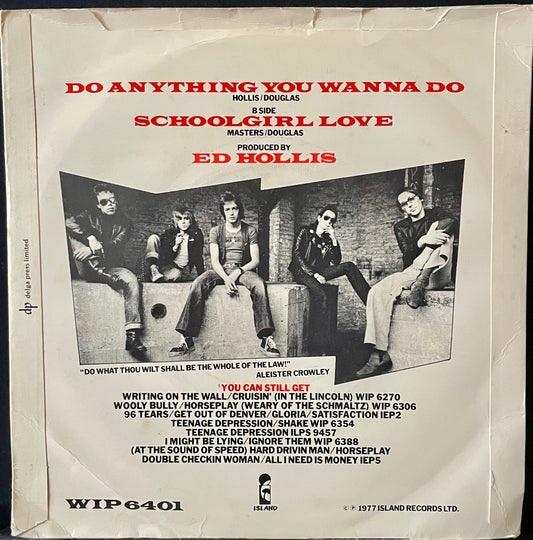 DO ANYTHING YOU WANNA DO
HOLLIS/DOUGLAS
B SIDE
SCHOOLGIRL LOVE
MASTERS/DOUGLAS
PRODUCED BY
ED HOLLIS
dp delga press limited
"DO WHAT THOU WILT SHALL BE THE WHOLE OF THE LAW!"
ALEISTER CROWLEY
YOU CAN STILL GET
WRITING ON THE WALL/CRUISIN' (IN THE LINCOLN) WIP 6270
WOOLY BULLY/HORSEPLAY (WEARY OF THE SCHMALTZ) WIP 6306
96 TEARS/GET OUT OF DENVER/GLORIA/SATISFACTION IEP2
TEENAGE DEPRESSION/SHAKE WIP 6354
TEENAGE DEPRESSION ILPS 9457
I MIGHT BE LYING/IGNORE THEM WIP 6388
(AT THE SOUND OF SPEED) HARD DRIVIN MAN/HORSEPLAY
DOUBLE CHECKIN WOMAN/ALL I NEED IS MONEY IEP5
WIP 6401
ISLAND
© ℗ 1977 ISLAND RECORDS LTD.